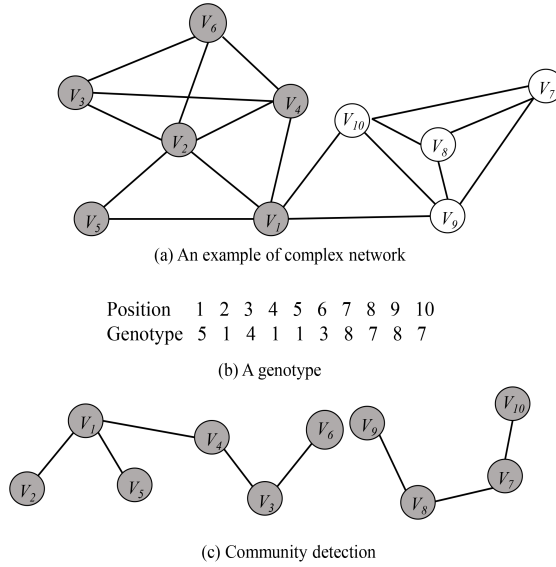 V6
V3
V4
V2
V5
V1
V10
V7
V8
V9
(a) An example of complex network
Position 1 2 3 4 5 6 7 8 9 10
Genotype 5 1 4 1 1 3 8 7 8 7
(b) A genotype
V1
V2
V5
V4
V3
V6
V9
V8
V7
V10
(c) Community detection